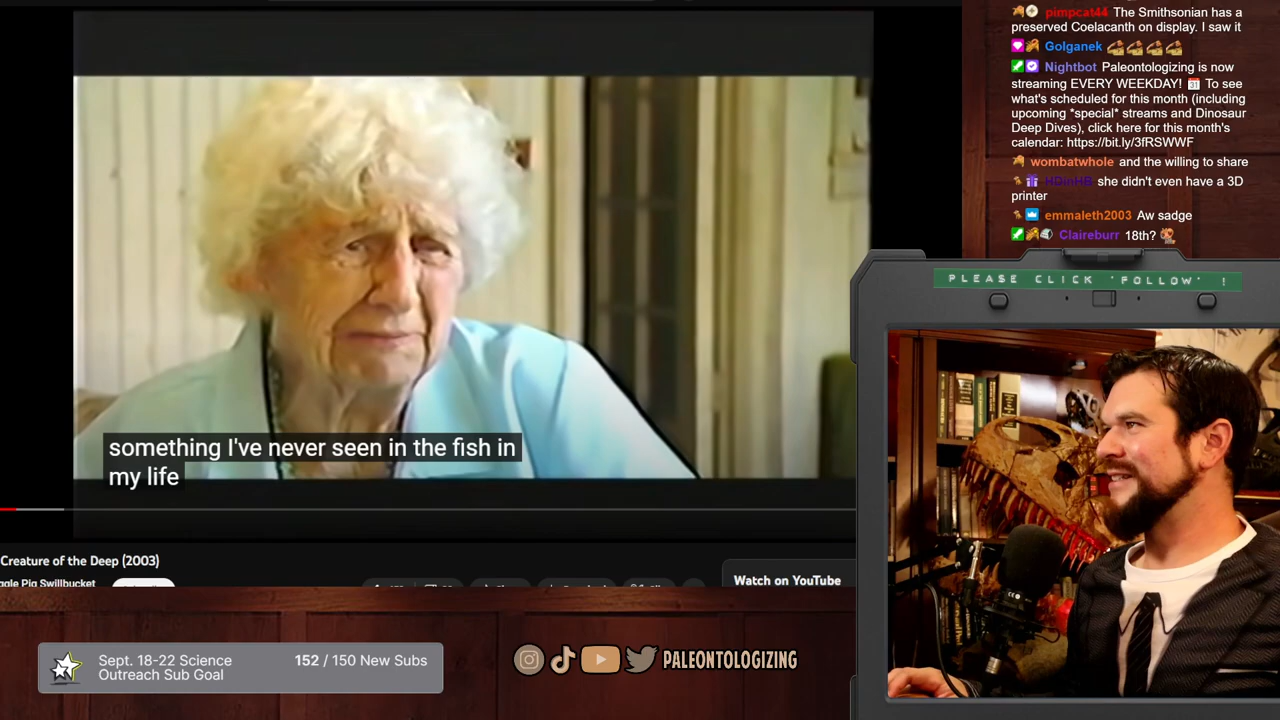 pimpcat44 The Smithsonian has a
preserved Coelacanth on display. I saw it
Golganek
Nightbot Paleontologizing is now
streaming EVERY WEEKDAY! To see
what's scheduled for this month (including
upcoming *special* streams and Dinosaur
Deep Dives), click here for this month's
calendar: https://bit.ly/3fRSWWF
wombatwhole and the willing to share
HDinHB she didn't even have a 3D
printer
emmaleth2003 Aw sadge
Claireburr 18th?
PLEASE CLICK "FOLLOW" !
something I've never seen in the fish in
my life
Creature of the Deep (2003)
Pig Swillbucket
Watch on YouTube
Sept. 18-22 Science 152 / 150 New Subs
Outreach Sub Goal
PALEONTOLOGIZING